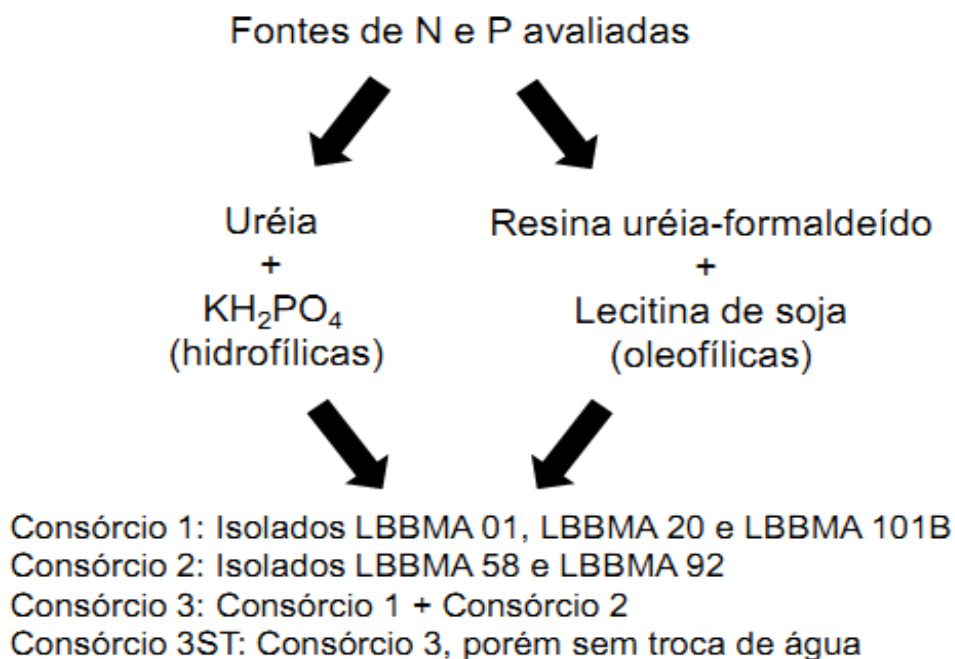 Fontes de N e P avaliadas
Uréia
+
KH₂PO₄
(hidrofílicas)
Resina uréia-formaldeído
+
Lecitina de soja
(oleofílicas)
Consórcio 1: Isolados LBBMA 01, LBBMA 20 e LBBMA 101B
Consórcio 2: Isolados LBBMA 58 e LBBMA 92
Consórcio 3: Consórcio 1 + Consórcio 2
Consórcio 3ST: Consórcio 3, porém sem troca de água